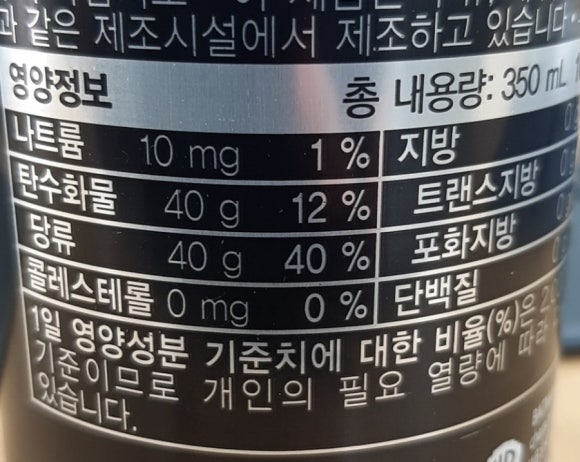 과 같은 제조시설에서 제조하고 있습니다.
영양정보 총 내용량: 350 mL
나트륨 10 mg 1 % 지방
탄수화물 40 g 12 % 트랜스지방
당류 40 g 40 % 포화지방
콜레스테롤 0 mg 0 % 단백질
1일 영양성분 기준치에 대한 비율(%)은
기준이므로 개인의 필요 열량에 따라
있습니다.